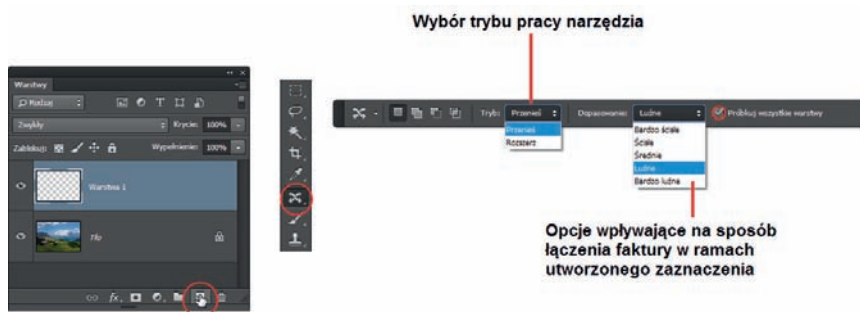 Wybór trybu pracy narzędzia
Warstwy
Rodzaj
T
Zwykły
Krycie: 100%
Zablokuj:
Wypełnienie: 100%
Warstwa 1
Tło
fx
Tryb: Przenieś
Dopasowanie: Luźne
Próbkuj wszystkie warstwy
Przenieś
Rozszerz
Bardzo ścisłe
Ścisłe
Średnie
Luźne
Bardzo luźne
Opcje wpływające na sposób
łączenia faktury w ramach
utworzonego zaznaczenia